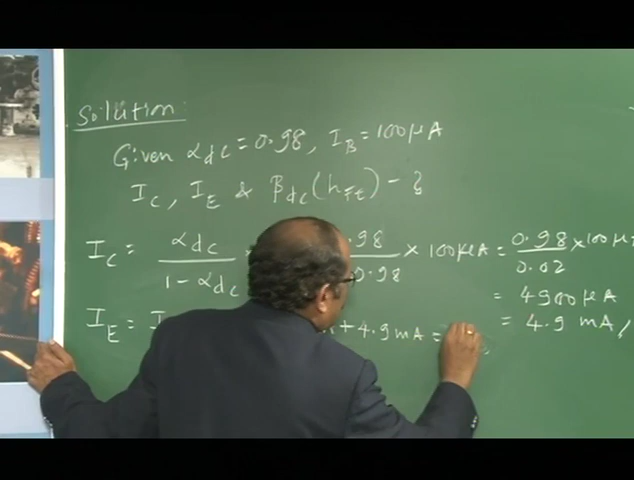 Solution:
Given αdc = 0.98, IB = 100μA
IC, IE & βdc (hFE) - ?
IC = αdc / 1 - αdc .98 / 0.98 × 100μA = 0.98 / 0.02 × 100μ
= 4900μA
= 4.9 mA,
IE = I + 4.9 mA =